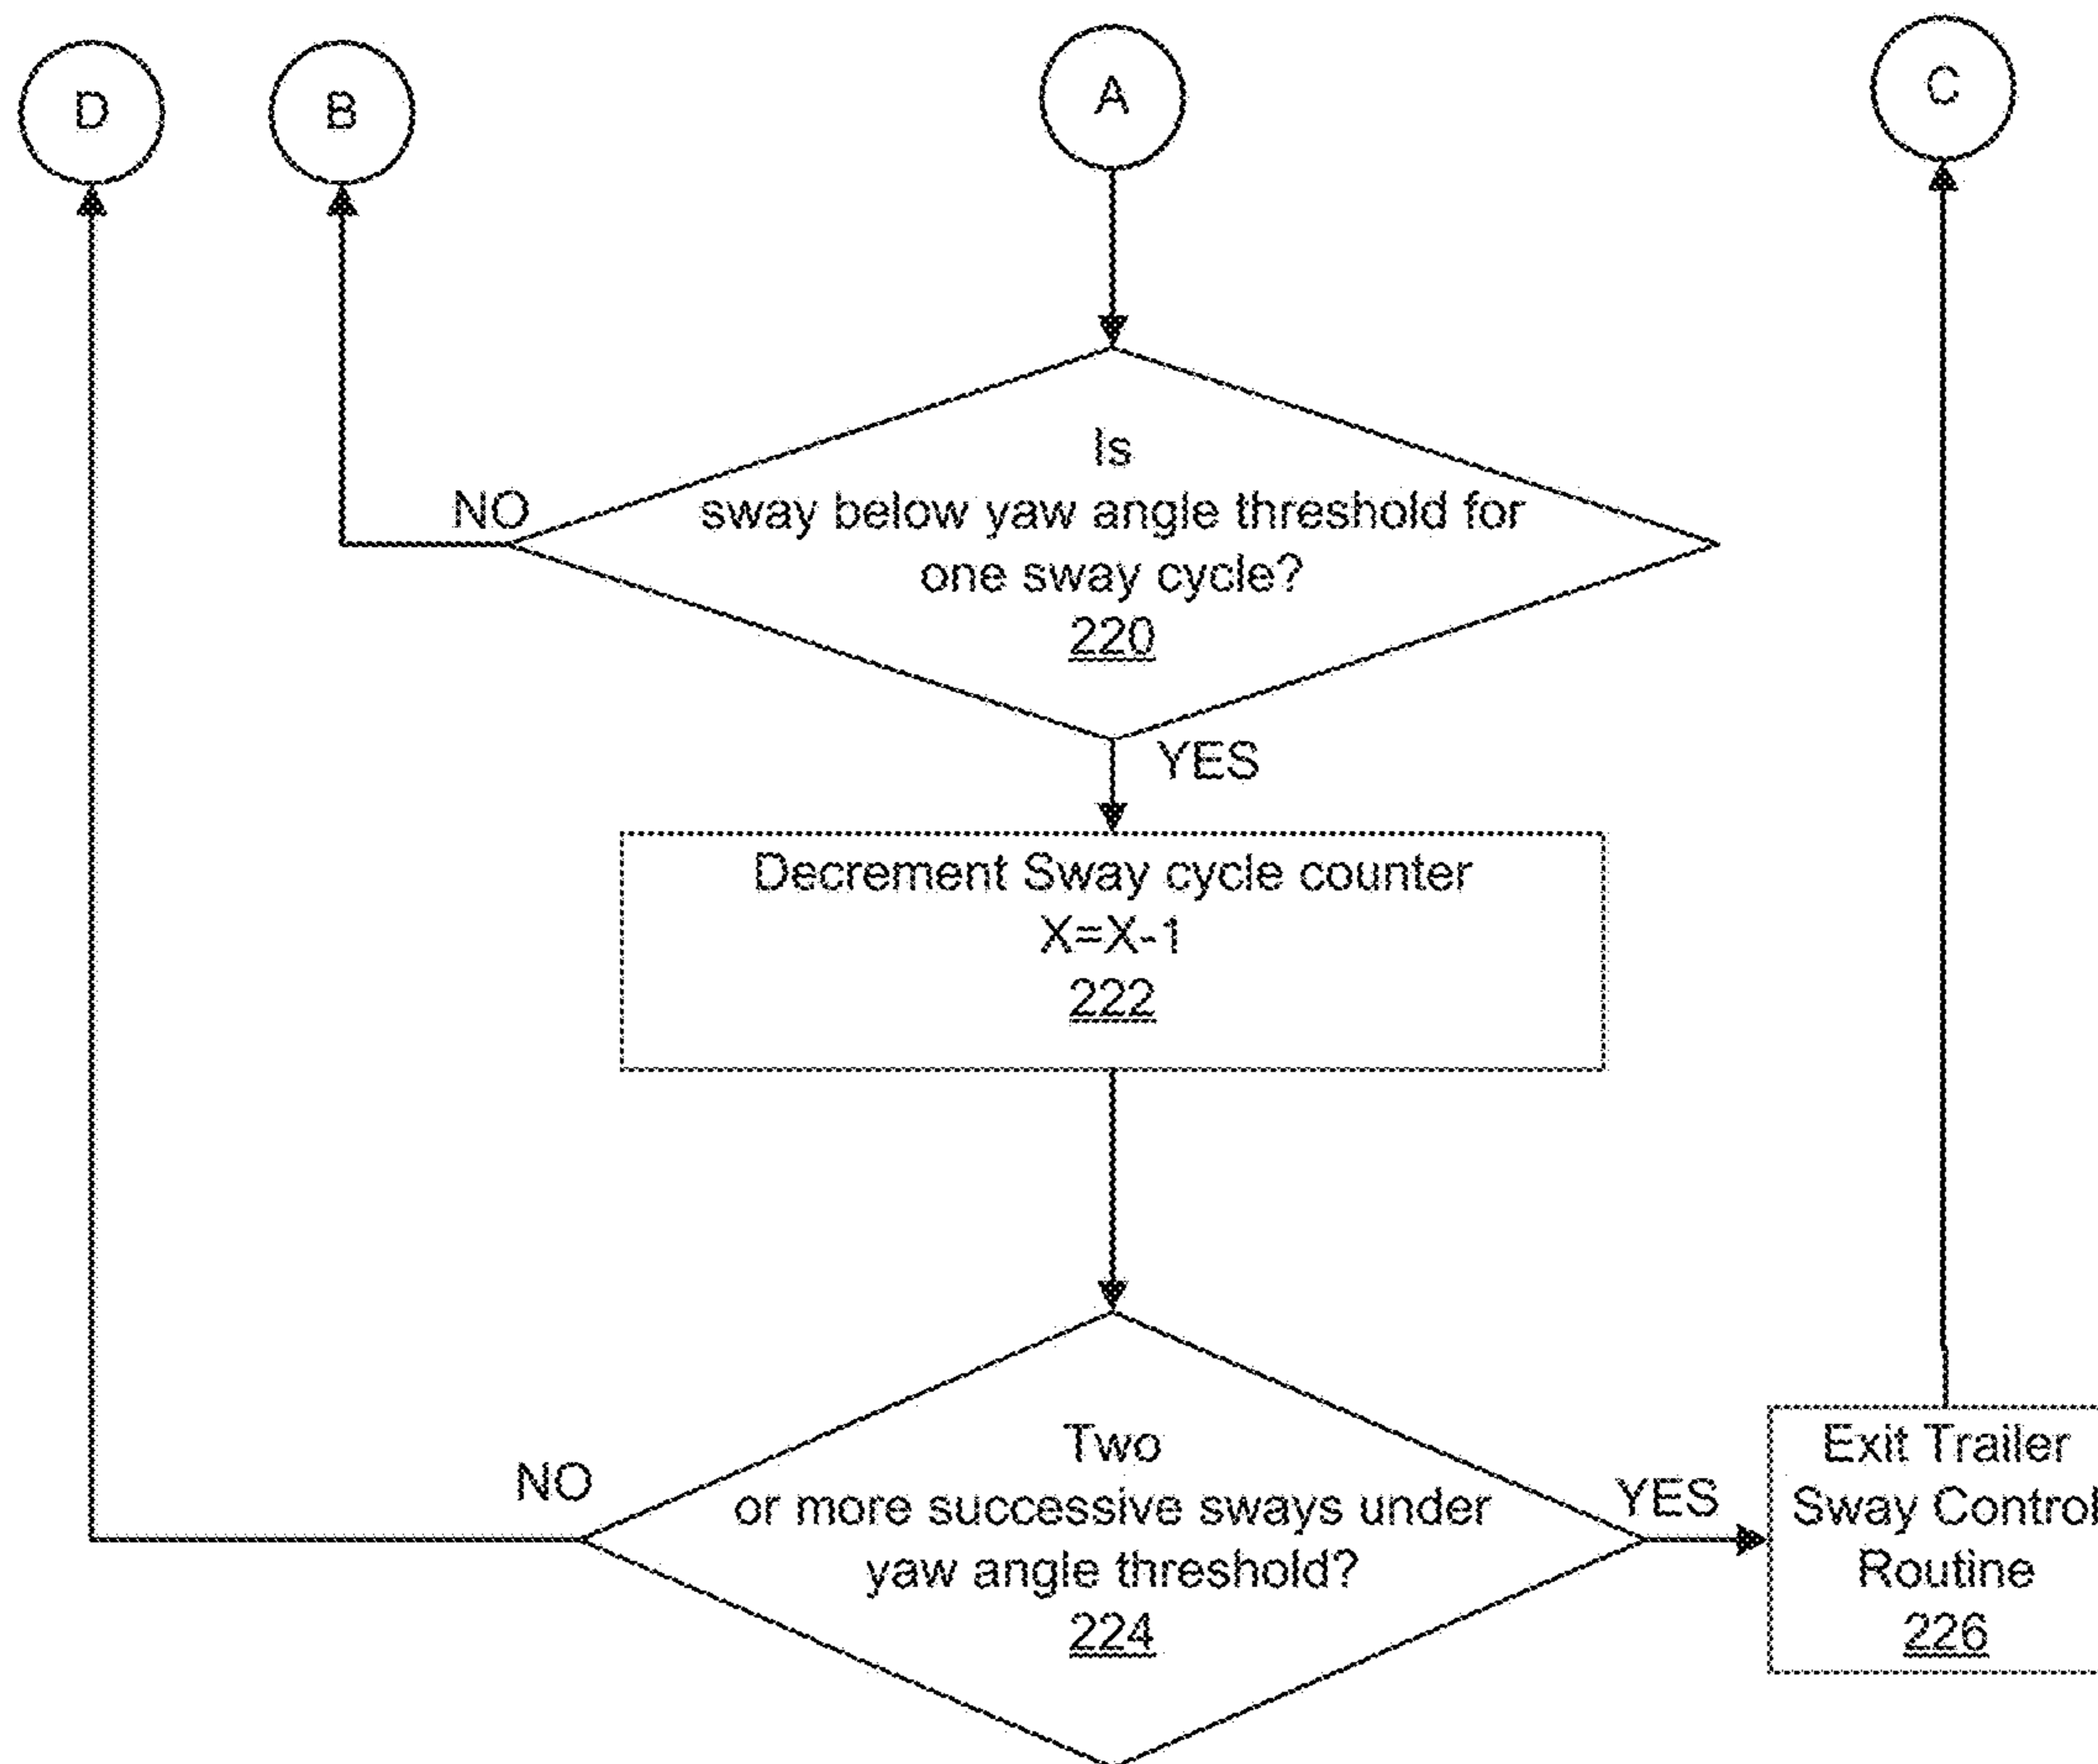 D
B
A
C
Is
sway below yaw angle threshold for
one sway cycle?
220
NO
YES
Decrement Sway cycle counter
X=X-1
222
Two
or more successive sways under
yaw angle threshold?
224
NO
YES
Exit Trailer
Sway Control
Routine
226